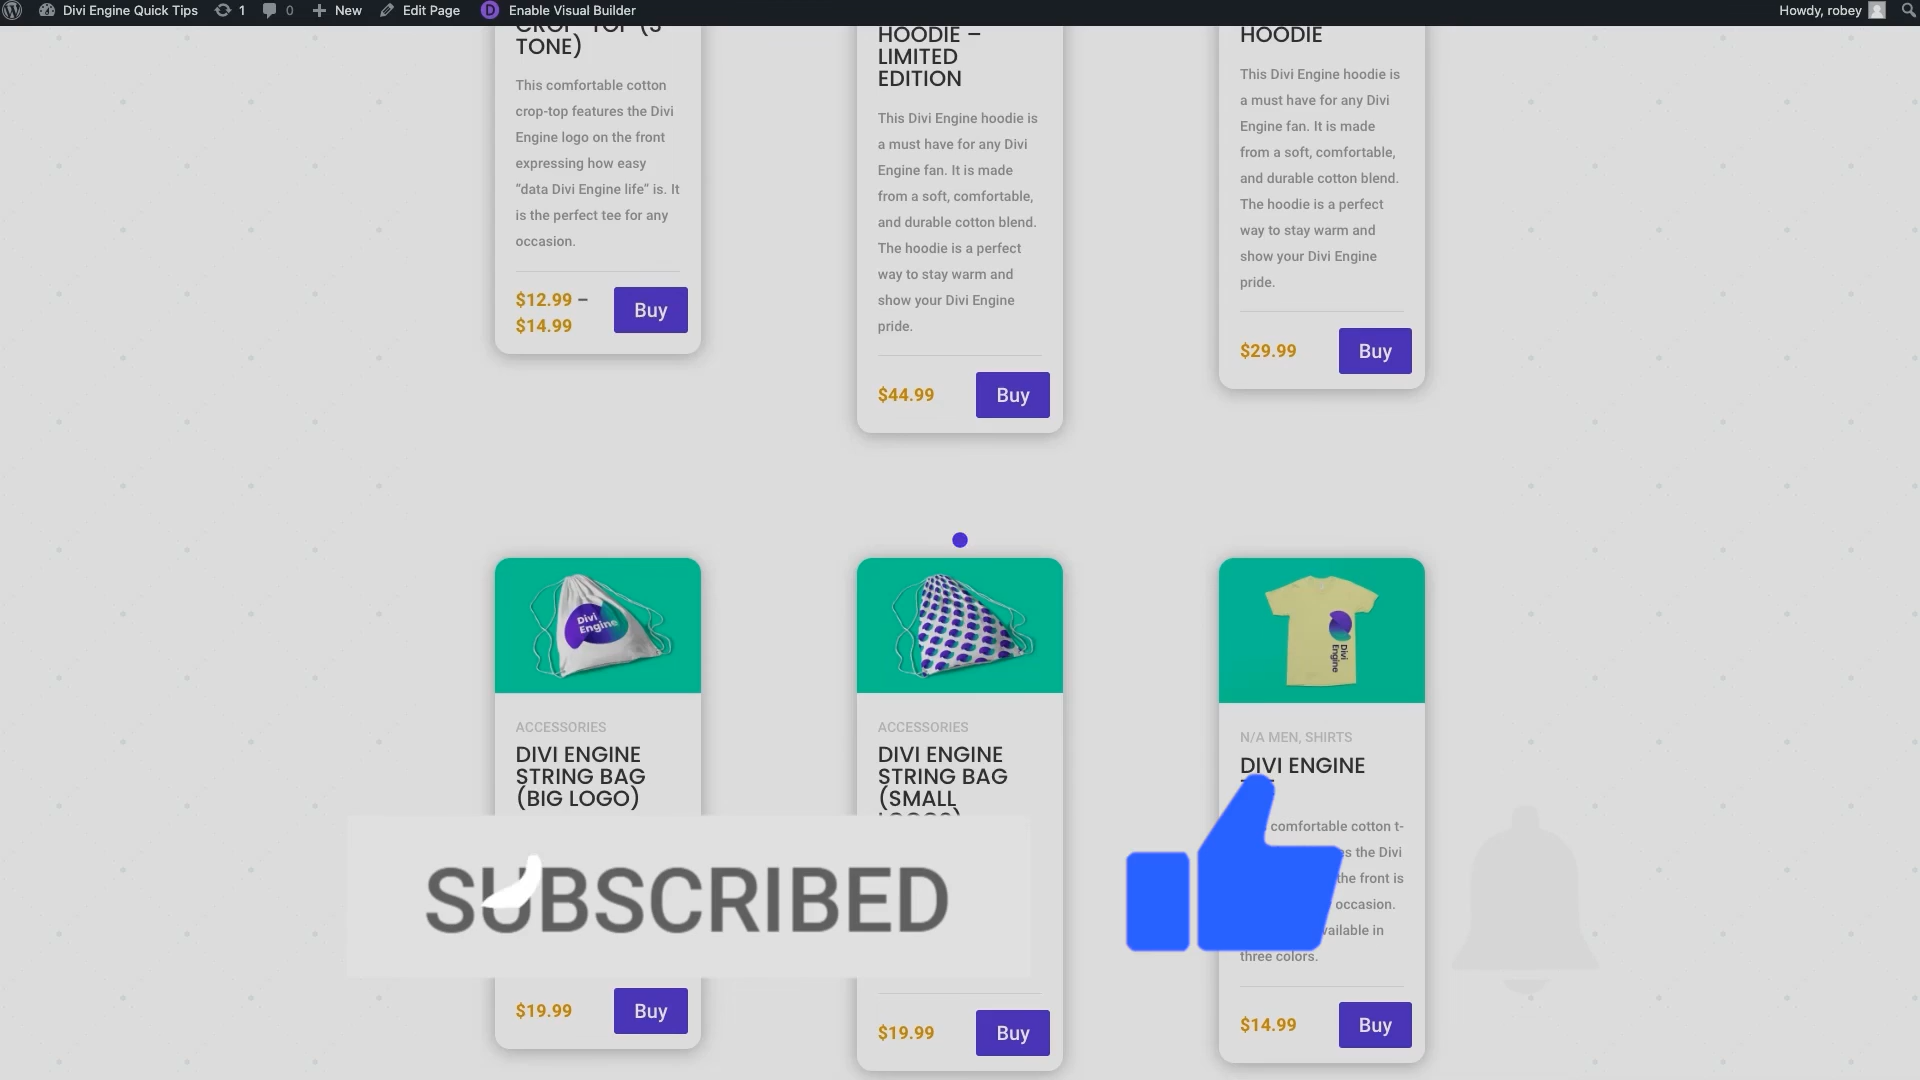 Divi Engine Quick Tips 1 0 New Edit Page Enable Visual Builder Howdy, robey
TONE)
This comfortable cotton
crop-top features the Divi
Engine logo on the front
expressing how easy
“data Divi Engine life” is. It
is the perfect tee for any
occasion.
$12.99 –
$14.99
Buy
HOODIE –
LIMITED
EDITION
This Divi Engine hoodie is
a must have for any Divi
Engine fan. It is made
from a soft, comfortable,
and durable cotton blend.
The hoodie is a perfect
way to stay warm and
show your Divi Engine
pride.
$44.99
Buy
HOODIE
This Divi Engine hoodie is
a must have for any Divi
Engine fan. It is made
from a soft, comfortable,
and durable cotton blend.
The hoodie is a perfect
way to stay warm and
show your Divi Engine
pride.
$29.99
Buy
Divi
Engine
ACCESSORIES
DIVI ENGINE
STRING BAG
(BIG LOGO)
$19.99
Buy
ACCESSORIES
DIVI ENGINE
STRING BAG
(SMALL
$19.99
Buy
Divi
Engine
N/A MEN, SHIRTS
DIVI ENGINE
comfortable cotton t-
the Divi
the front is
occasion.
three colors.
$14.99
Buy
SUBSCRIBED